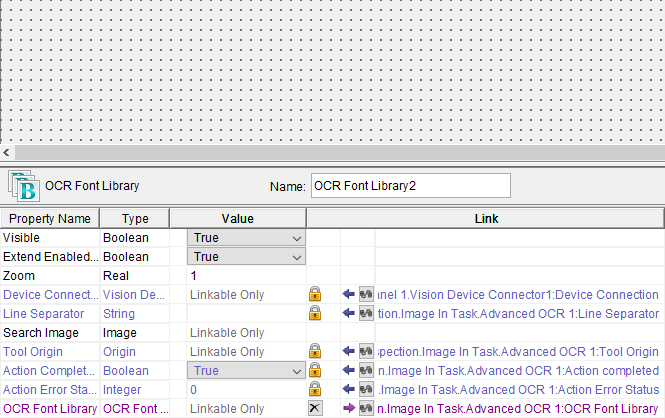 B OCR Font Library Name: OCR Font Library2
Property Name Type Value Link
Visible Boolean True
Extend Enabled... Boolean True
Zoom Real 1
Device Connect... Vision De... Linkable Only nel 1.Vision Device Connector1:Device Connection
Line Separator String tion.Image In Task.Advanced OCR 1:Line Separator
Search Image Image Linkable Only
Tool Origin Origin Linkable Only spection.Image In Task.Advanced OCR 1:Tool Origin
Action Complet... Boolean True n.Image In Task.Advanced OCR 1:Action completed
Action Error Sta... Integer 0 .Image In Task.Advanced OCR 1:Action Error Status
OCR Font Library OCR Font ... Linkable Only n.Image In Task.Advanced OCR 1:OCR Font Library